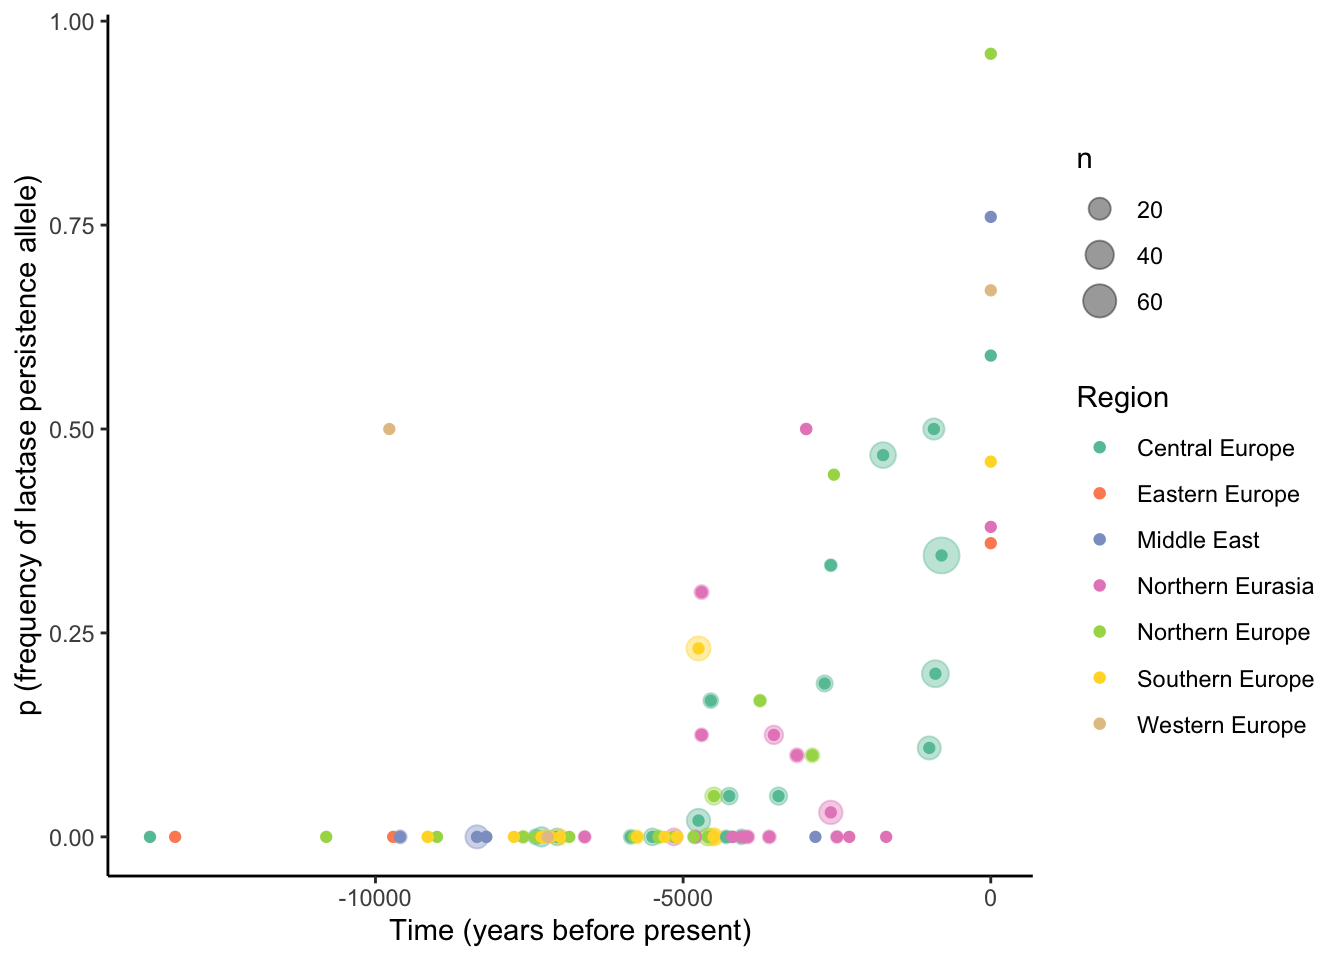 p (frequency of lactase persistence allele)
1.00
0.75
0.50
0.25
0.00
-10000
-5000
0
Time (years before present)
n
20
40
60
Region
Central Europe
Eastern Europe
Middle East
Northern Eurasia
Northern Europe
Southern Europe
Western Europe